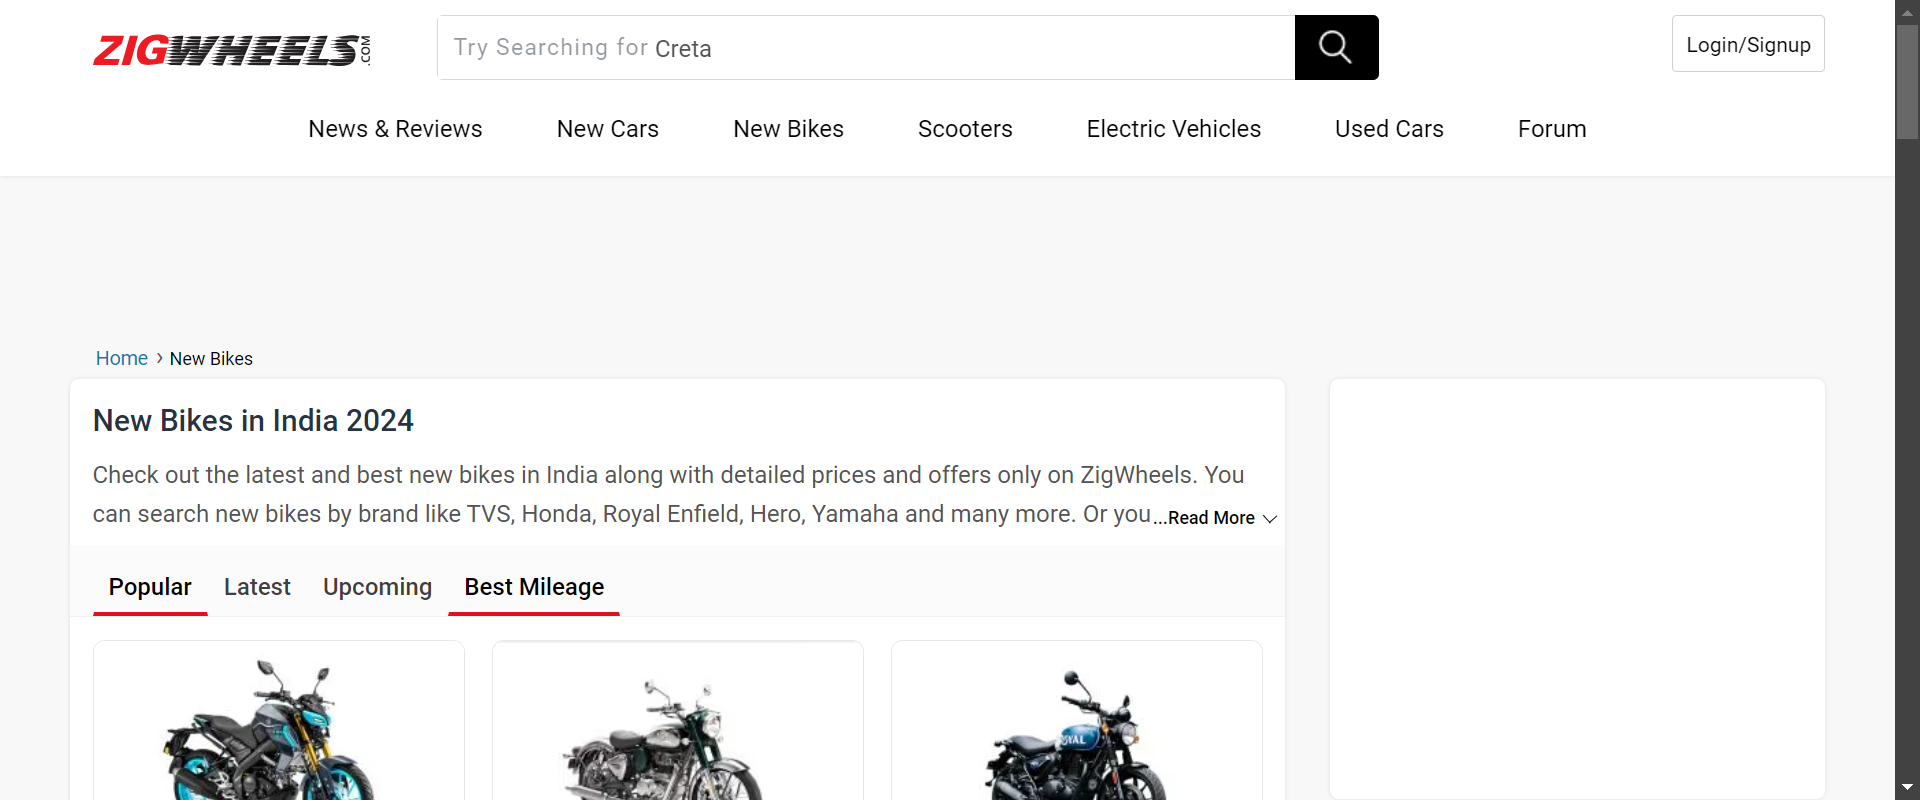 ZIGWHEELS.COM
Try Searching for Creta
Login/Signup
News & Reviews
New Cars
New Bikes
Scooters
Electric Vehicles
Used Cars
Forum
Home › New Bikes
New Bikes in India 2024
Check out the latest and best new bikes in India along with detailed prices and offers only on ZigWheels. You
can search new bikes by brand like TVS, Honda, Royal Enfield, Hero, Yamaha and many more. Or you ...Read More
Popular
Latest
Upcoming
Best Mileage
ROYAL